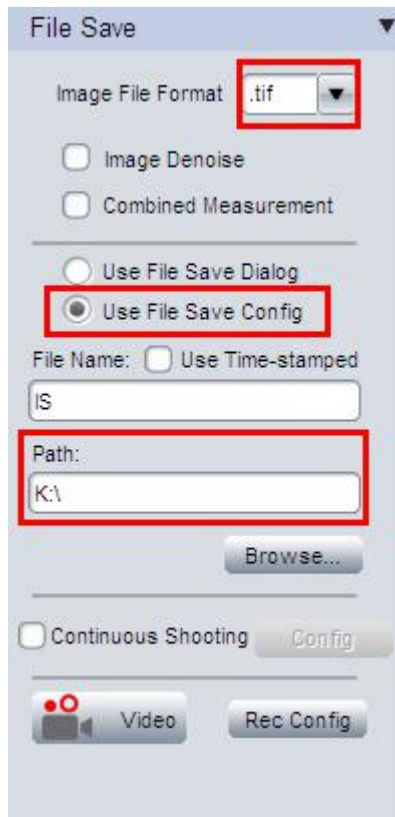 File Save
Image File Format .tif
Image Denoise
Combined Measurement
Use File Save Dialog
Use File Save Config
File Name: Use Time-stamped
IS
Path:
K:\
Browse...
Continuous Shooting Config
Video Rec Config